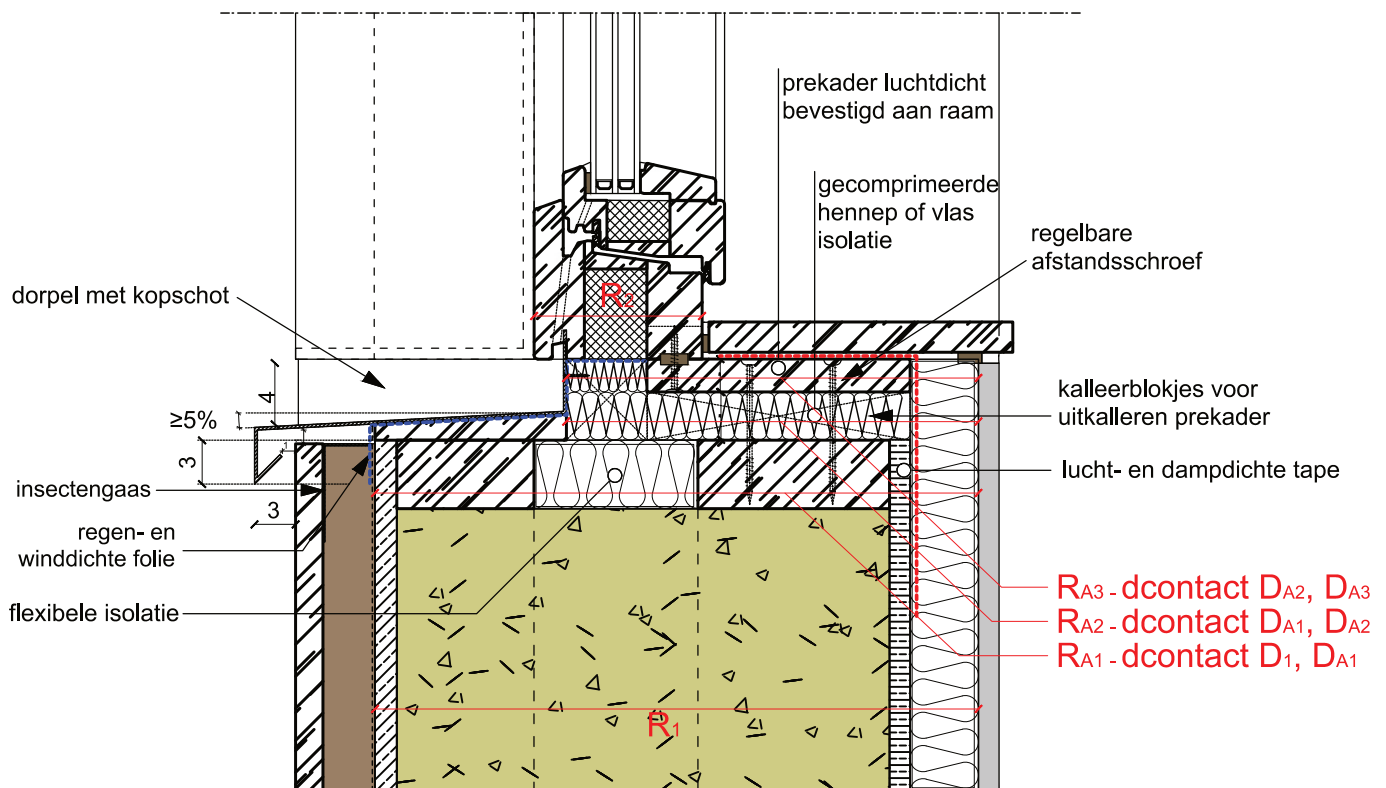 prekader luchtdicht
bevestigd aan raam
gecomprimeerde
hennep of vlas
isolatie
regelbare
afstandsschroef
dorpel met kopschot
R2
4
≥5%
kalleerblokjes voor
uitkalleren prekader
3
1
lucht- en dampdichte tape
insectengaas
3
regen- en
winddichte folie
flexibele isolatie
RA3 - dcontact DA2, DA3
RA2 - dcontact DA1, DA2
RA1 - dcontact D1, DA1
R1